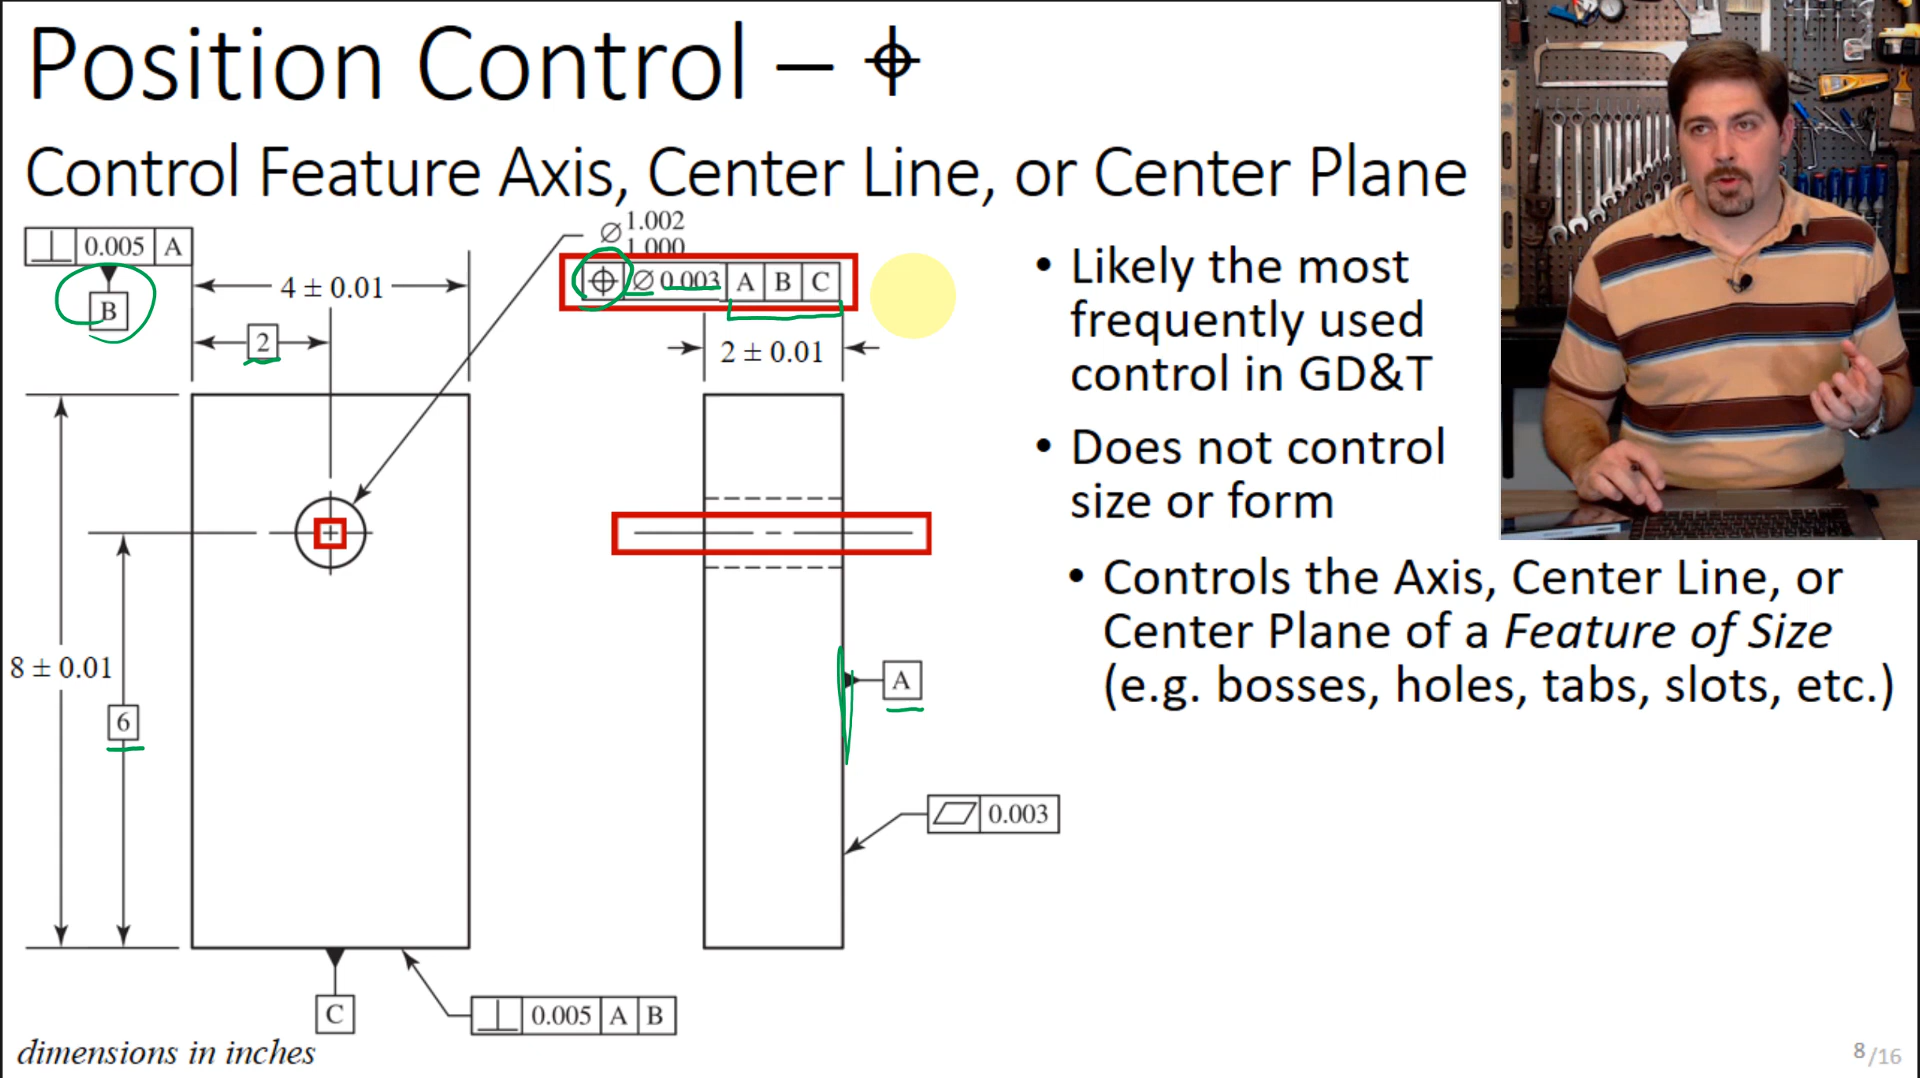 Position Control – ⌖
Control Feature Axis, Center Line, or Center Plane
⟂ 0.005 A
B
4 ± 0.01
2
⌀ 1.002
1.000
⌖ ⌀ 0.003 A B C
2 ± 0.01
8 ± 0.01
6
A
⏥ 0.003
C
⟂ 0.005 A B
dimensions in inches
• Likely the most
frequently used
control in GD&T
• Does not control
size or form
• Controls the Axis, Center Line, or
Center Plane of a Feature of Size
(e.g. bosses, holes, tabs, slots, etc.)
8/16